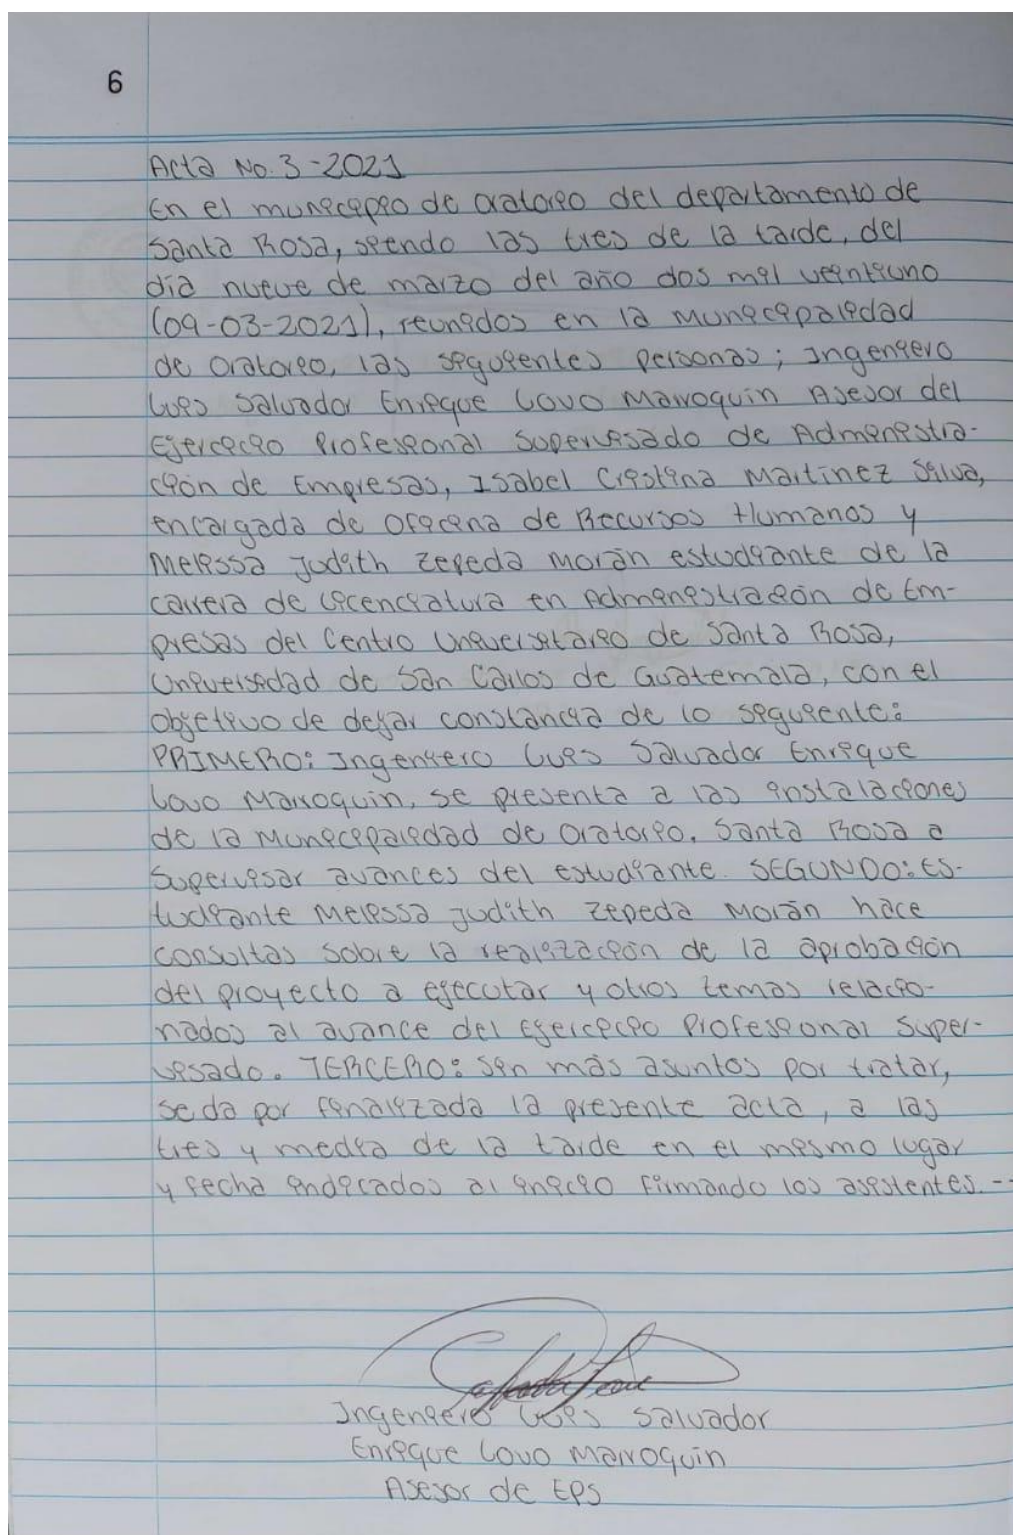 6
Acta No. 3-2021
En el municipio de Oratorio del departamento de
Santa Rosa, siendo las tres de la tarde, del
día nueve de marzo del año dos mil veintiuno
(09-03-2021), reunidos en la Municipalidad
de Oratorio, las siguientes personas; Ingeniero
Luis Salvador Enrique Lovo Marroquin Asesor del
Ejercicio Profesional Supervisado de Administra-
ción de Empresas, Isabel Cristina Martínez Silva,
encargada de Oficina de Recursos Humanos y
Melissa Judith Zepeda Morán estudiante de la
carrera de Licenciatura en Administración de Em-
presas del Centro Universitario de Santa Rosa,
Universidad de San Carlos de Guatemala, con el
objetivo de dejar constancia de lo siguiente:
PRIMERO: Ingeniero Luis Salvador Enrique
Lovo Marroquin, se presenta a las instalaciones
de la Municipalidad de Oratorio, Santa Rosa a
Supervisar avances del estudiante. SEGUNDO: Es-
tudiante Melissa Judith Zepeda Morán hace
consultas sobre la realización de la aprobación
del proyecto a ejecutar y otros temas relacio-
nados al avance del Ejercicio Profesional Super-
visado. TERCERO: Sin más asuntos por tratar,
se da por finalizada la presente acta, a las
tres y media de la tarde en el mismo lugar
y fecha indicados al inicio firmando los asistentes. --
Ingeniero Luis Salvador
Enrique Lovo Marroquin
Asesor de EPS